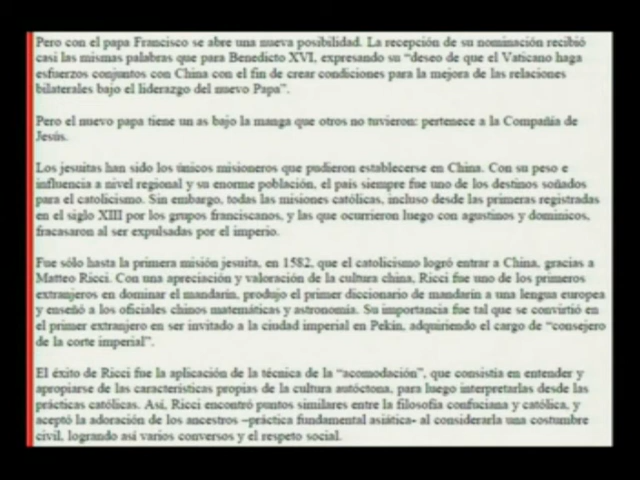 Pero con el papa Francisco se abre una nueva posibilidad. La recepción de su nominación recibió
casi las mismas palabras que para Benedicto XVI, expresando su “deseo de que el Vaticano haga
esfuerzos conjuntos con China con el fin de crear condiciones para la mejora de las relaciones
bilaterales bajo el liderazgo del nuevo Papa”.
Pero el nuevo papa tiene un as bajo la manga que otros no tuvieron: pertenece a la Compañía de
Jesús.
Los jesuitas han sido los únicos misioneros que pudieron establecerse en China. Con su peso e
influencia a nivel regional y su enorme población, el país siempre fue uno de los destinos soñados
para el catolicismo. Sin embargo, todas las misiones católicas, incluso desde las primeras registradas
en el siglo XIII por los grupos franciscanos, y las que ocurrieron luego con agustinos y dominicos,
fracasaron al ser expulsadas por el imperio.
Fue sólo hasta la primera misión jesuita, en 1582, que el catolicismo logró entrar a China, gracias a
Matteo Ricci. Con una apreciación y valoración de la cultura china, Ricci fue uno de los primeros
extranjeros en dominar el mandarín, produjo el primer diccionario de mandarín a una lengua europea
y enseñó a los oficiales chinos matemáticas y astronomía. Su importancia fue tal que se convirtió en
el primer extranjero en ser invitado a la ciudad imperial en Pekín, adquiriendo el cargo de “consejero
de la corte imperial”.
El éxito de Ricci fue la aplicación de la técnica de la “acomodación”, que consistía en entender y
apropiarse de las características propias de la cultura autóctona, para luego interpretarlas desde las
prácticas católicas. Así, Ricci encontró puntos similares entre la filosofía confuciana y católica, y
aceptó la adoración de los ancestros –práctica fundamental asiática- al considerarla una costumbre
civil, logrando así varios conversos y el respeto social.